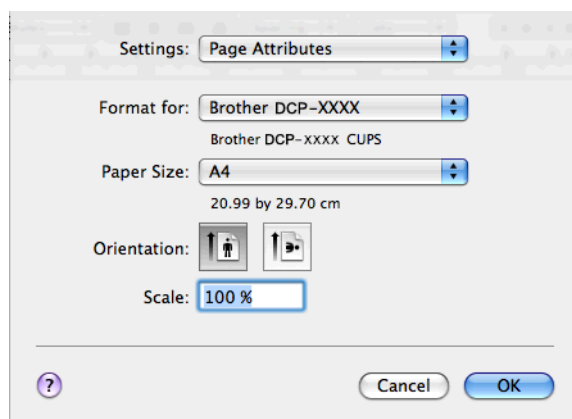 Settings: Page Attributes
Format for: Brother DCP-XXXX
Brother DCP-XXXX CUPS
Paper Size: A4
20.99 by 29.70 cm
Orientation:
Scale: 100 %
? Cancel OK